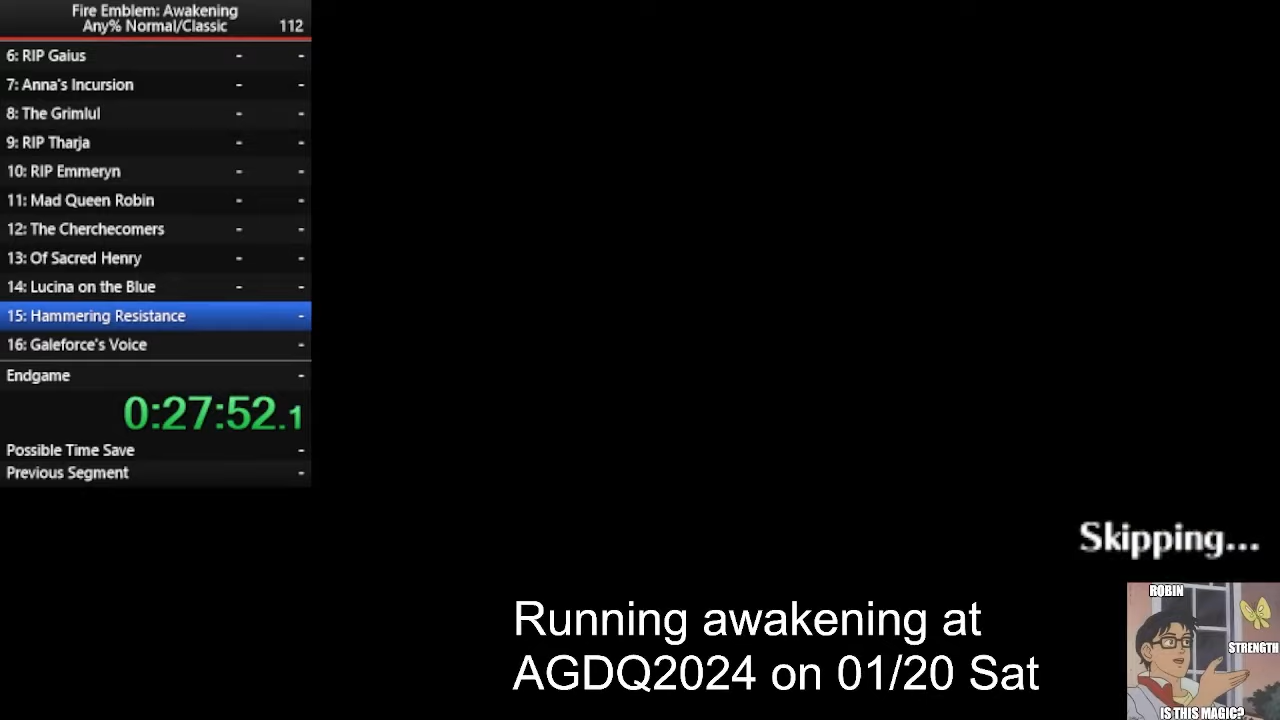 Fire Emblem: Awakening
Any% Normal/Classic 112
6: RIP Gaius - -
7: Anna's Incursion - -
8: The Grimlul - -
9: RIP Tharja - -
10: RIP Emmeryn - -
11: Mad Queen Robin - -
12: The Cherchecomers - -
13: Of Sacred Henry - -
14: Lucina on the Blue - -
15: Hammering Resistance -
16: Galeforce's Voice -
Endgame -
0:27:52.1
Possible Time Save -
Previous Segment -
Skipping...
Running awakening at
AGDQ2024 on 01/20 Sat
ROBIN
STRENGTH
IS THIS MAGIC?